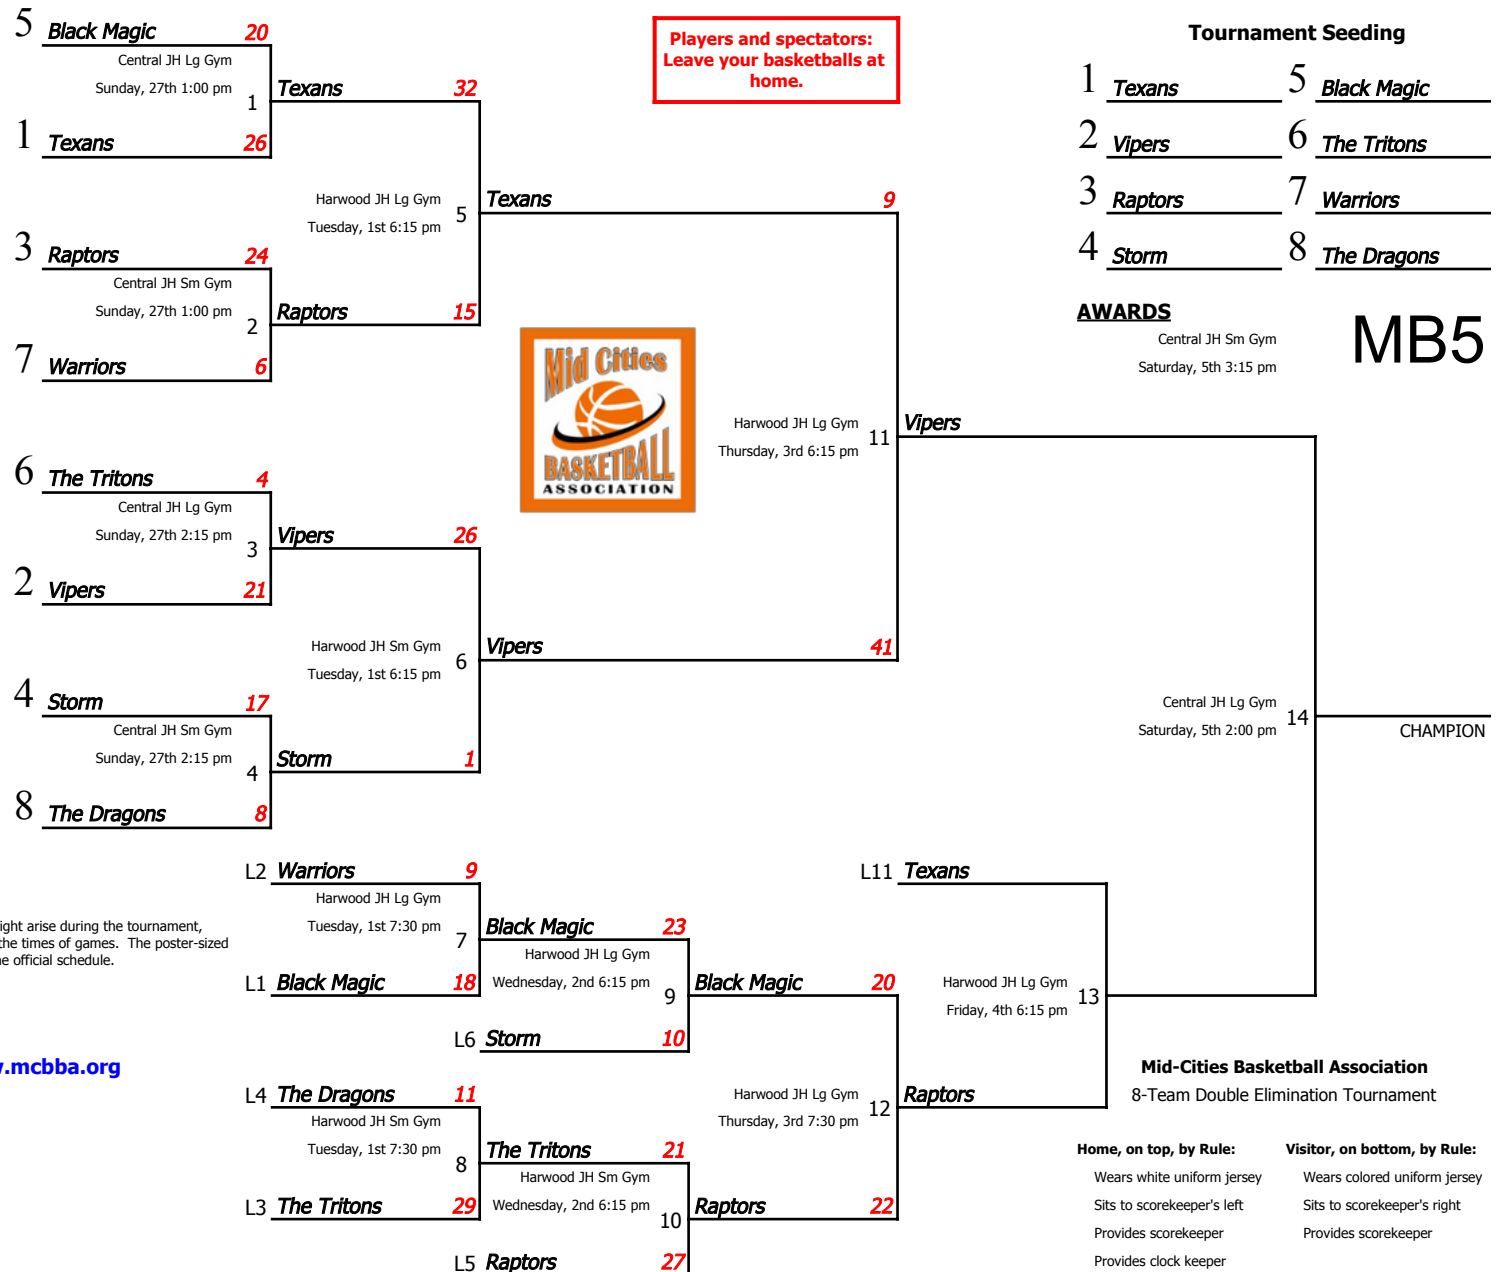 5 Black Magic 20
Central JH Lg Gym
Sunday, 27th 1:00 pm
1
Texans 32
1 Texans 26
Harwood JH Lg Gym
Tuesday, 1st 6:15 pm
5
Texans 9
3 Raptors 24
Central JH Sm Gym
Sunday, 27th 1:00 pm
2
Raptors 15
7 Warriors 6
6 The Tritons 4
Central JH Lg Gym
Sunday, 27th 2:15 pm
3
Vipers 26
2 Vipers 21
Harwood JH Sm Gym
Tuesday, 1st 6:15 pm
6
Vipers 41
4 Storm 17
Central JH Sm Gym
Sunday, 27th 2:15 pm
4
Storm 1
8 The Dragons 8
Players and spectators:
Leave your basketballs at
home.
Mid Cities
BASKETBALL
ASSOCIATION
Harwood JH Lg Gym
Thursday, 3rd 6:15 pm
11
Vipers
Tournament Seeding
1 Texans 5 Black Magic
2 Vipers 6 The Tritons
3 Raptors 7 Warriors
4 Storm 8 The Dragons
AWARDS
Central JH Sm Gym
Saturday, 5th 3:15 pm
MB5
Central JH Lg Gym
Saturday, 5th 2:00 pm
14
CHAMPION
L2 Warriors 9
Harwood JH Lg Gym
Tuesday, 1st 7:30 pm
7
Black Magic 23
L1 Black Magic 18
Harwood JH Lg Gym
Wednesday, 2nd 6:15 pm
9
Black Magic 20
L6 Storm 10
L4 The Dragons 11
Harwood JH Sm Gym
Tuesday, 1st 7:30 pm
8
The Tritons 21
L3 The Tritons 29
Harwood JH Sm Gym
Wednesday, 2nd 6:15 pm
10
Raptors 22
L5 Raptors 27
Harwood JH Lg Gym
Thursday, 3rd 7:30 pm
12
Raptors
L11 Texans
Harwood JH Lg Gym
Friday, 4th 6:15 pm
13
ight arise during the tournament,
the times of games. The poster-sized
e official schedule.
.mcbba.org
Mid-Cities Basketball Association
8-Team Double Elimination Tournament
Home, on top, by Rule:
Wears white uniform jersey
Sits to scorekeeper's left
Provides scorekeeper
Provides clock keeper
Visitor, on bottom, by Rule:
Wears colored uniform jersey
Sits to scorekeeper's right
Provides scorekeeper